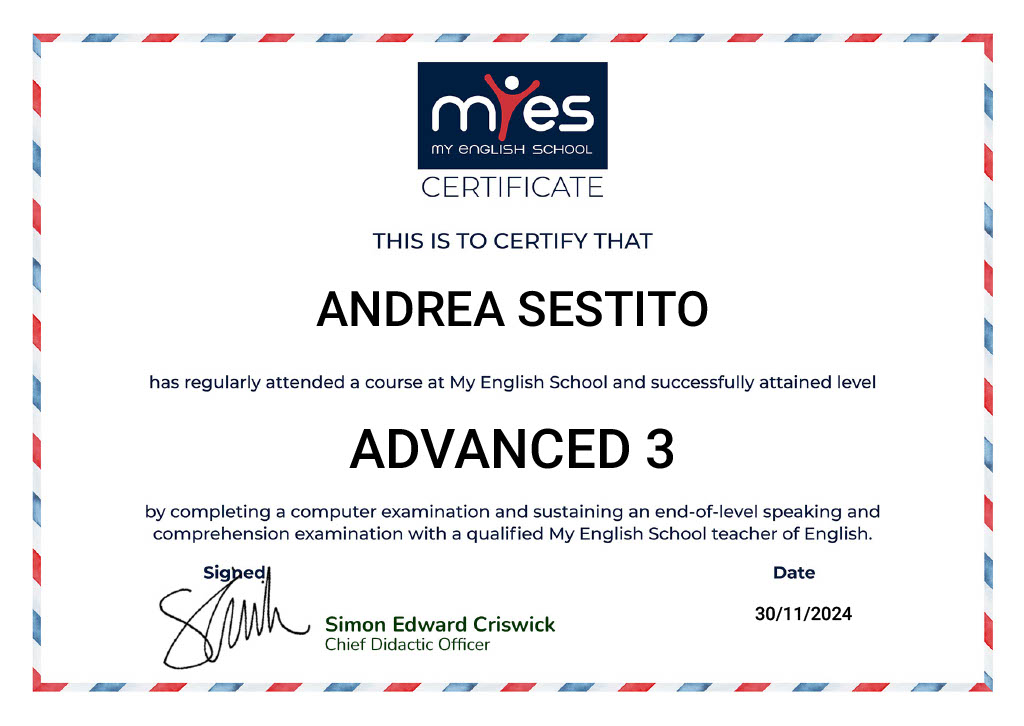 myes
MY ENGLISH SCHOOL
CERTIFICATE
THIS IS TO CERTIFY THAT
ANDREA SESTITO
has regularly attended a course at My English School and successfully attained level
ADVANCED 3
by completing a computer examination and sustaining an end-of-level speaking and
comprehension examination with a qualified My English School teacher of English.
Signed
Date
30/11/2024
Simon Edward Criswick
Chief Didactic Officer